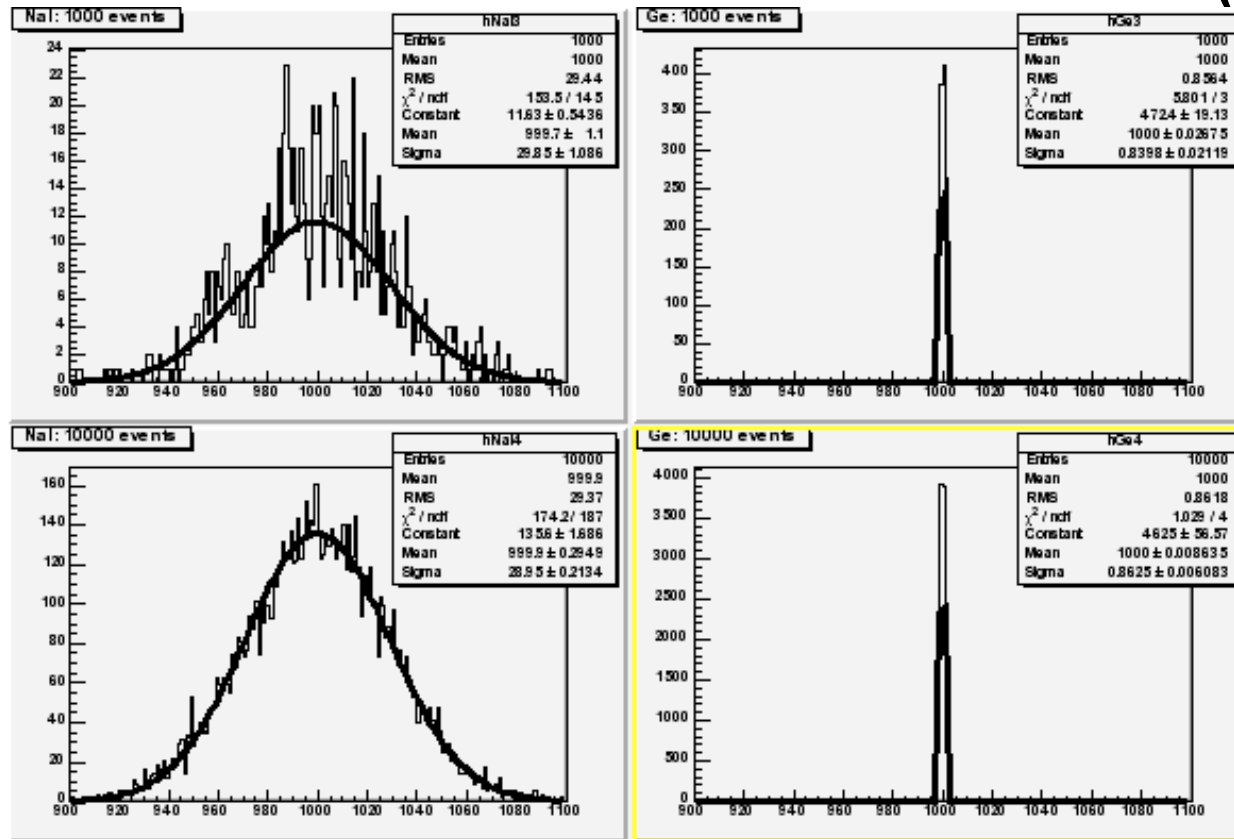 NaI: 1000 events
hNaI3
Entries 1000
Mean 1000
RMS 29.44
χ² / ndf 153.5 / 145
Constant 11.63 ± 0.5436
Mean 999.7 ± 1.1
Sigma 29.85 ± 1.086
24
22
20
18
16
14
12
10
8
6
4
2
0
900 920 940 960 980 1000 1020 1040 1060 1080 1100
Ge: 1000 events
hGe3
Entries 1000
Mean 1000
RMS 0.8564
χ² / ndf 5.801 / 3
Constant 472.4 ± 19.13
Mean 1000 ± 0.02675
Sigma 0.8398 ± 0.02119
400
350
300
250
200
150
100
50
0
900 920 940 960 980 1000 1020 1040 1060 1080 1100
NaI: 10000 events
hNaI4
Entries 10000
Mean 999.9
RMS 29.37
χ² / ndf 174.2 / 187
Constant 135.6 ± 1.686
Mean 999.9 ± 0.2949
Sigma 28.95 ± 0.2134
160
140
120
100
80
60
40
20
0
900 920 940 960 980 1000 1020 1040 1060 1080 1100
Ge: 10000 events
hGe4
Entries 10000
Mean 1000
RMS 0.8618
χ² / ndf 1.029 / 4
Constant 4625 ± 56.57
Mean 1000 ± 0.008635
Sigma 0.8625 ± 0.006083
4000
3500
3000
2500
2000
1500
1000
500
0
900 920 940 960 980 1000 1020 1040 1060 1080 1100